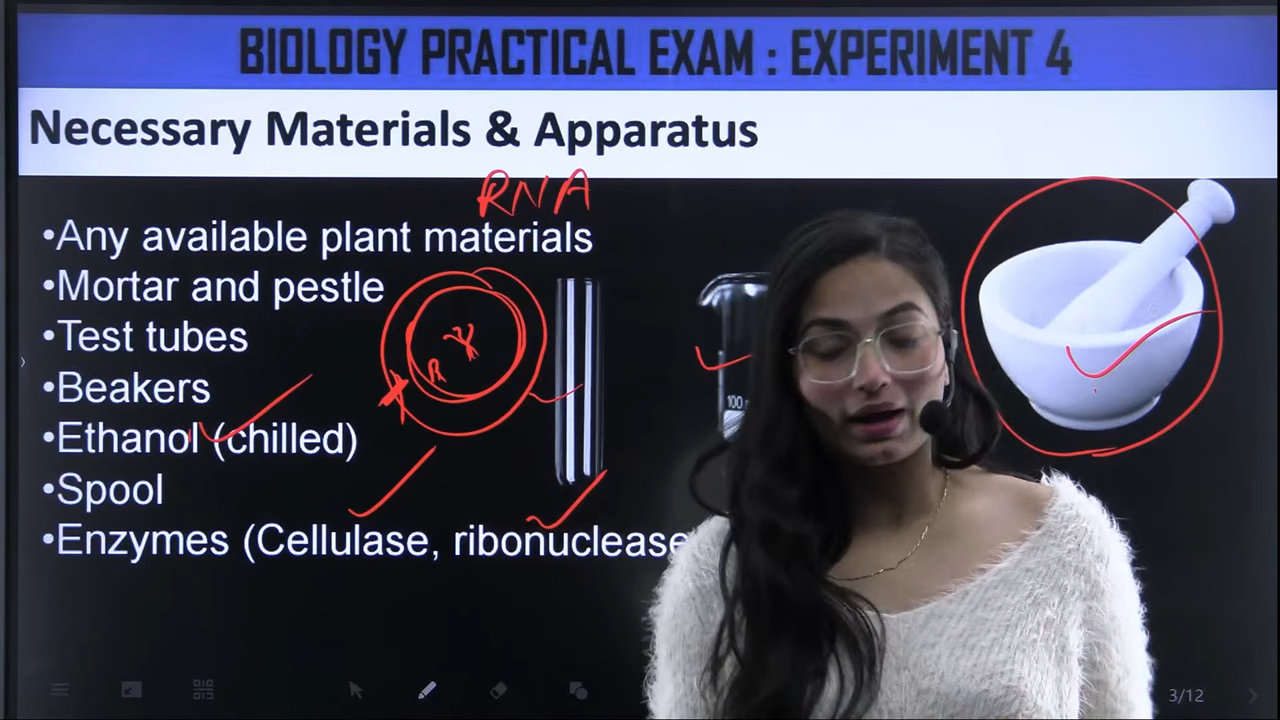 BIOLOGY PRACTICAL EXAM : EXPERIMENT 4
Necessary Materials & Apparatus
RNA
•Any available plant materials
•Mortar and pestle
•Test tubes
•Beakers
•Ethanol (chilled)
•Spool
•Enzymes (Cellulase, ribonuclease
R
100
3/12